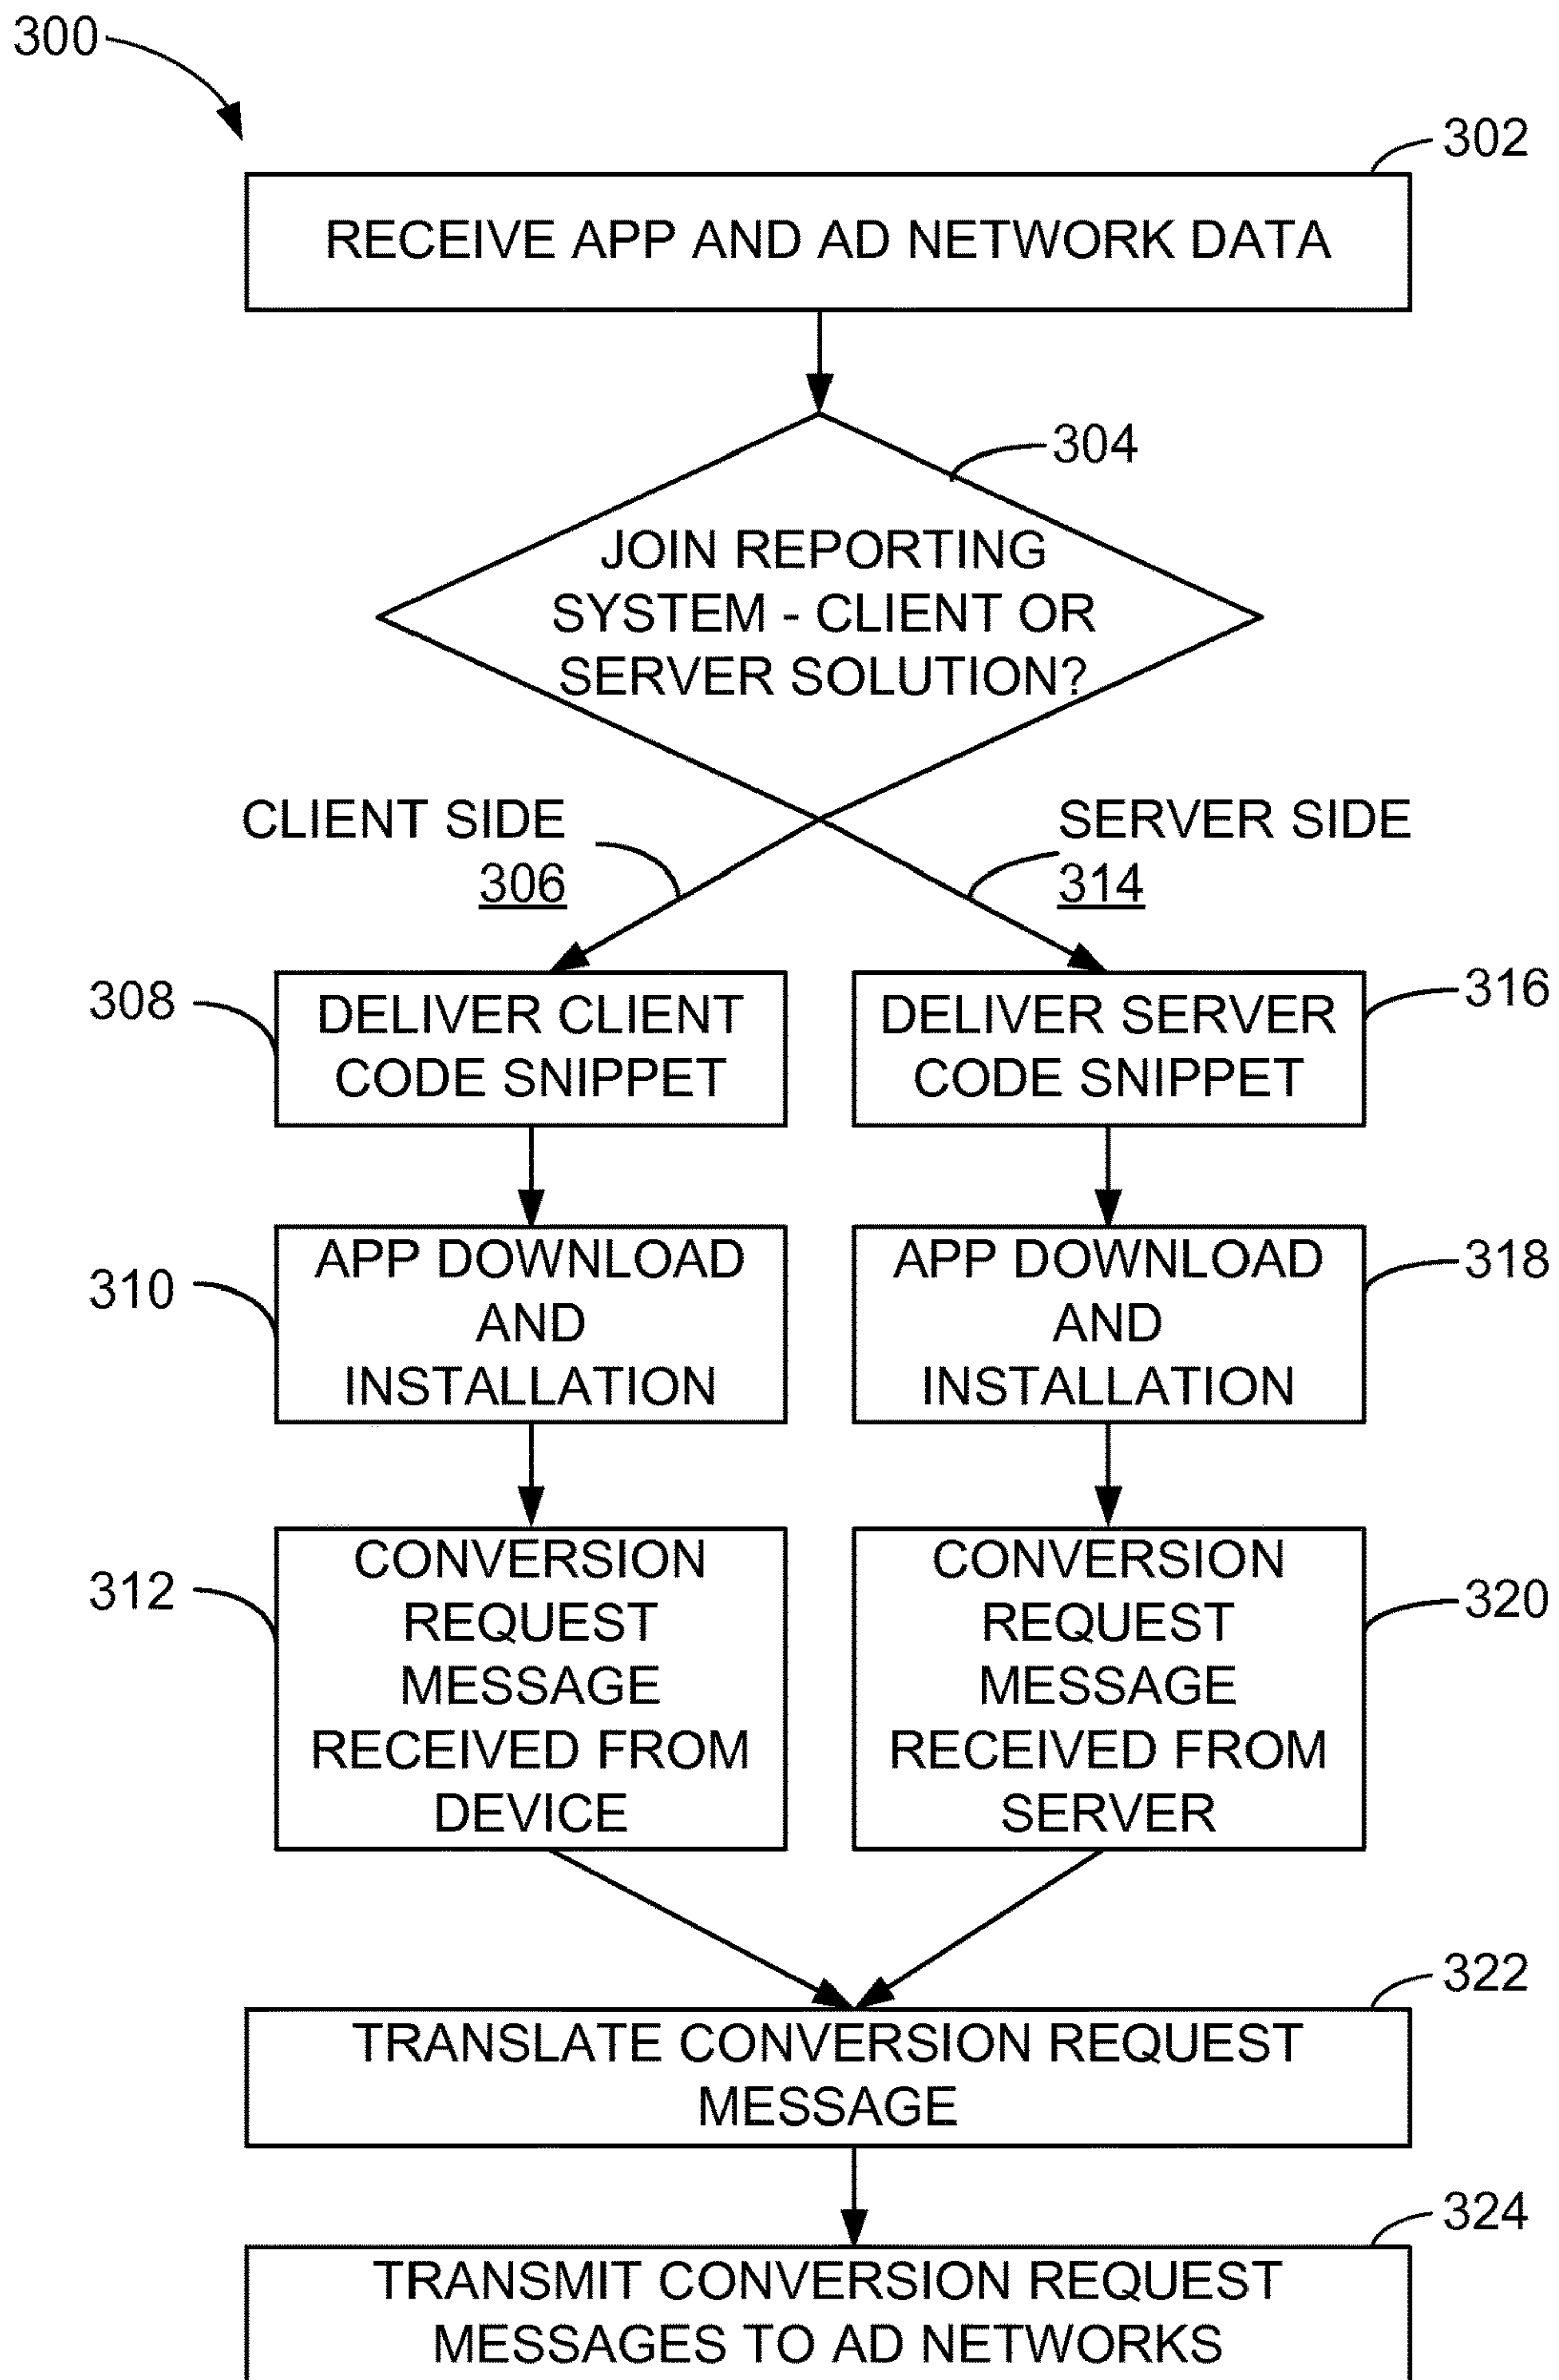 300
302
RECEIVE APP AND AD NETWORK DATA
304
JOIN REPORTING
SYSTEM - CLIENT OR
SERVER SOLUTION?
CLIENT SIDE
306
SERVER SIDE
314
308
DELIVER CLIENT
CODE SNIPPET
DELIVER SERVER
CODE SNIPPET
316
310
APP DOWNLOAD
AND
INSTALLATION
APP DOWNLOAD
AND
INSTALLATION
318
312
CONVERSION
REQUEST
MESSAGE
RECEIVED FROM
DEVICE
CONVERSION
REQUEST
MESSAGE
RECEIVED FROM
SERVER
320
322
TRANSLATE CONVERSION REQUEST
MESSAGE
324
TRANSMIT CONVERSION REQUEST
MESSAGES TO AD NETWORKS